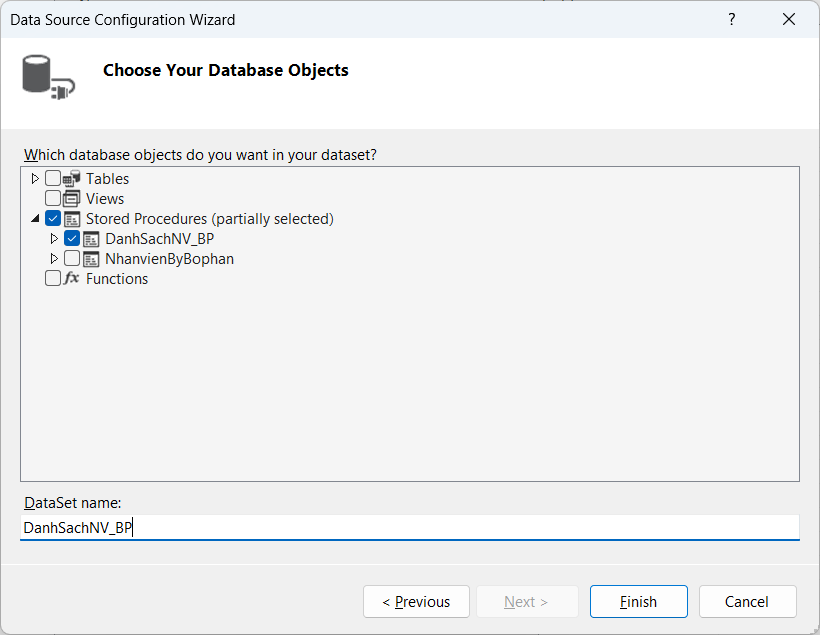 Data Source Configuration Wizard
?
Choose Your Database Objects
Which database objects do you want in your dataset?
Tables
Views
Stored Procedures (partially selected)
DanhSachNV_BP
NhanvienByBophan
fx Functions
DataSet name:
DanhSachNV_BP
< Previous Next > Finish Cancel